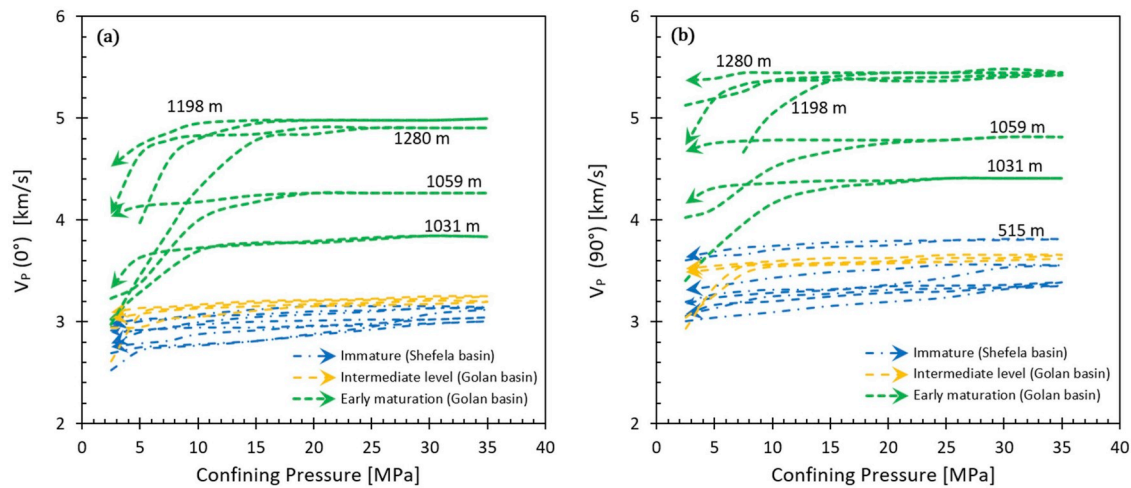 (a)
6
5
4
3
2
V_P (0°) [km/s]
1198 m
1280 m
1059 m
1031 m
Immature (Shefela basin)
Intermediate level (Golan basin)
Early maturation (Golan basin)
0 5 10 15 20 25 30 35 40
Confining Pressure [MPa]
(b)
6
5
4
3
2
V_P (90°) [km/s]
1280 m
1198 m
1059 m
1031 m
515 m
Immature (Shefela basin)
Intermediate level (Golan basin)
Early maturation (Golan basin)
0 5 10 15 20 25 30 35 40
Confining Pressure [MPa]